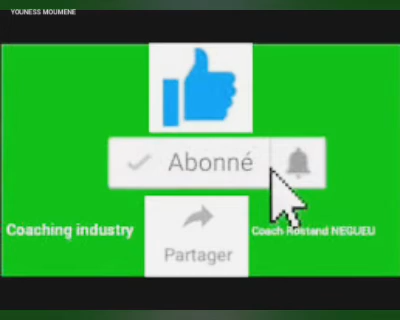 YOUNESS MOUMENE
Abonné
Coaching industry
Coach Rostand NEGUEU
Partager